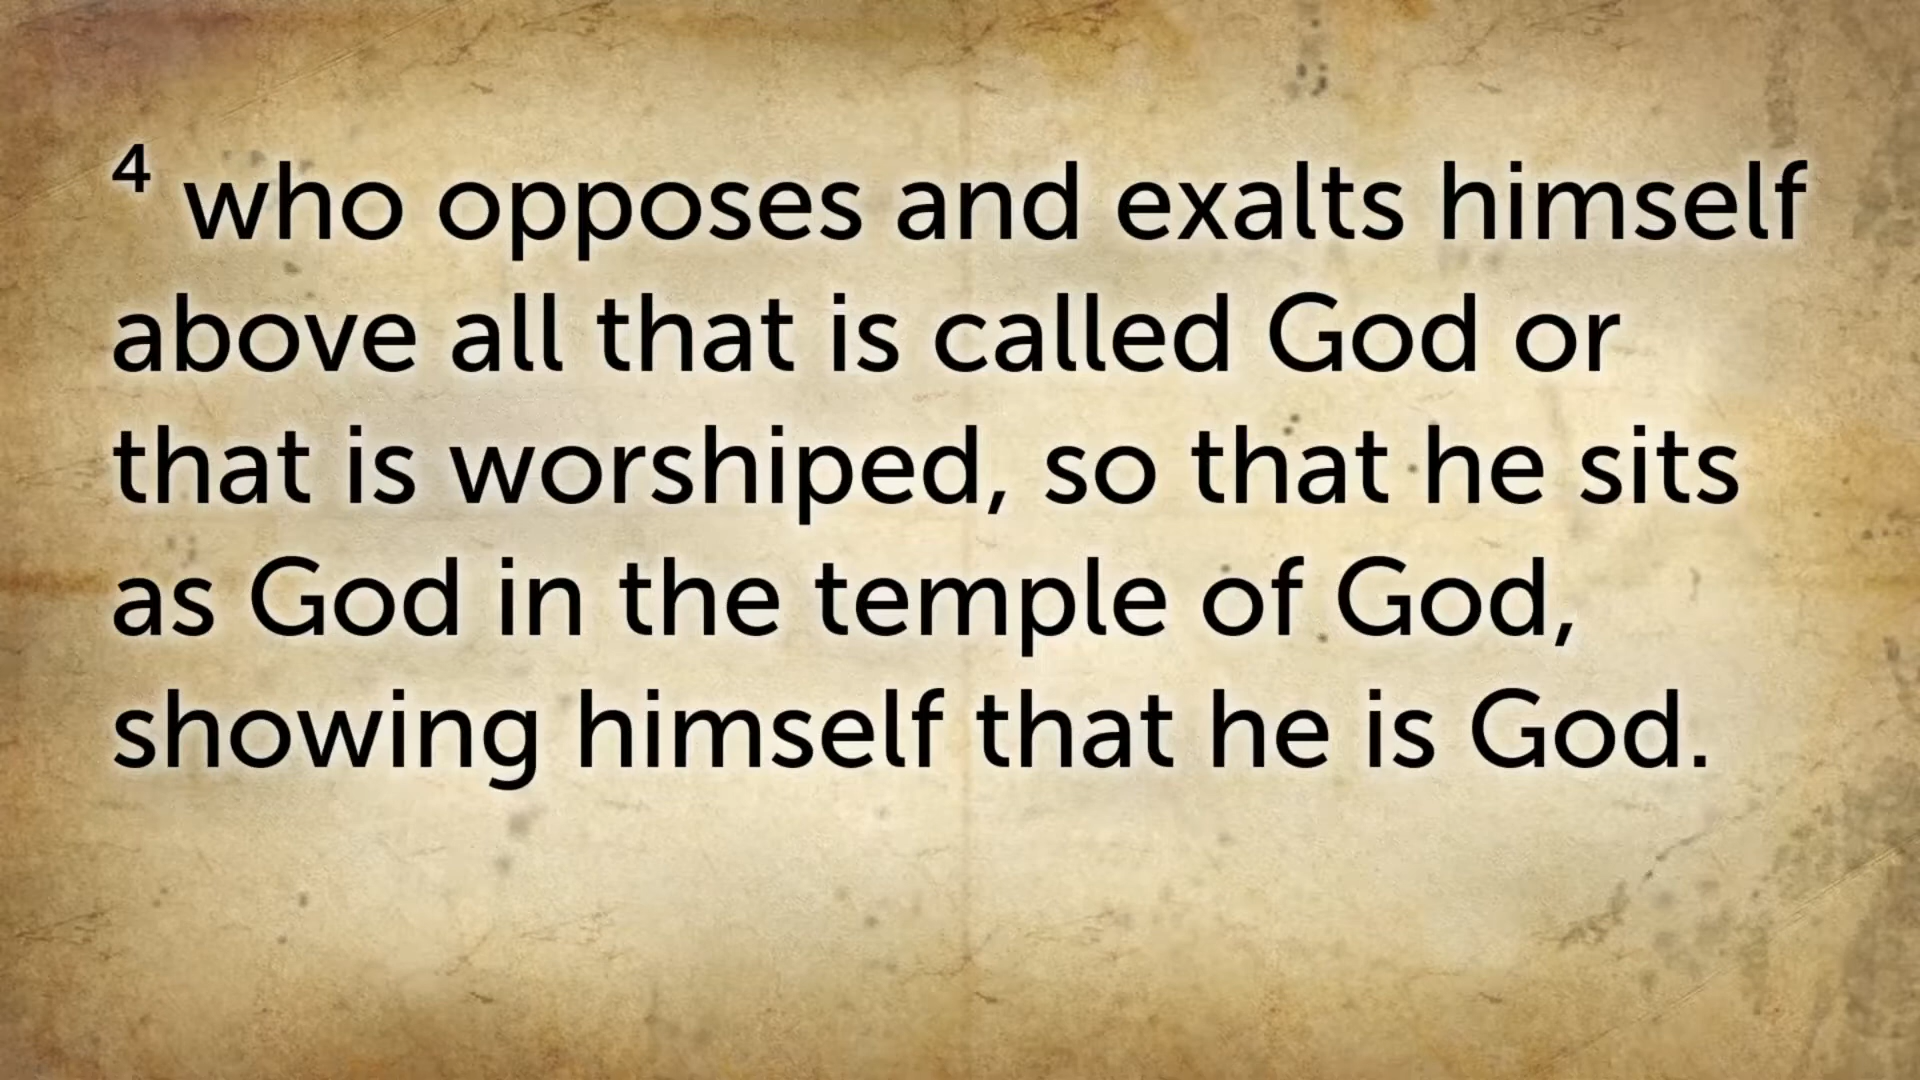 4 who opposes and exalts himself
above all that is called God or
that is worshiped, so that he sits
as God in the temple of God,
showing himself that he is God.